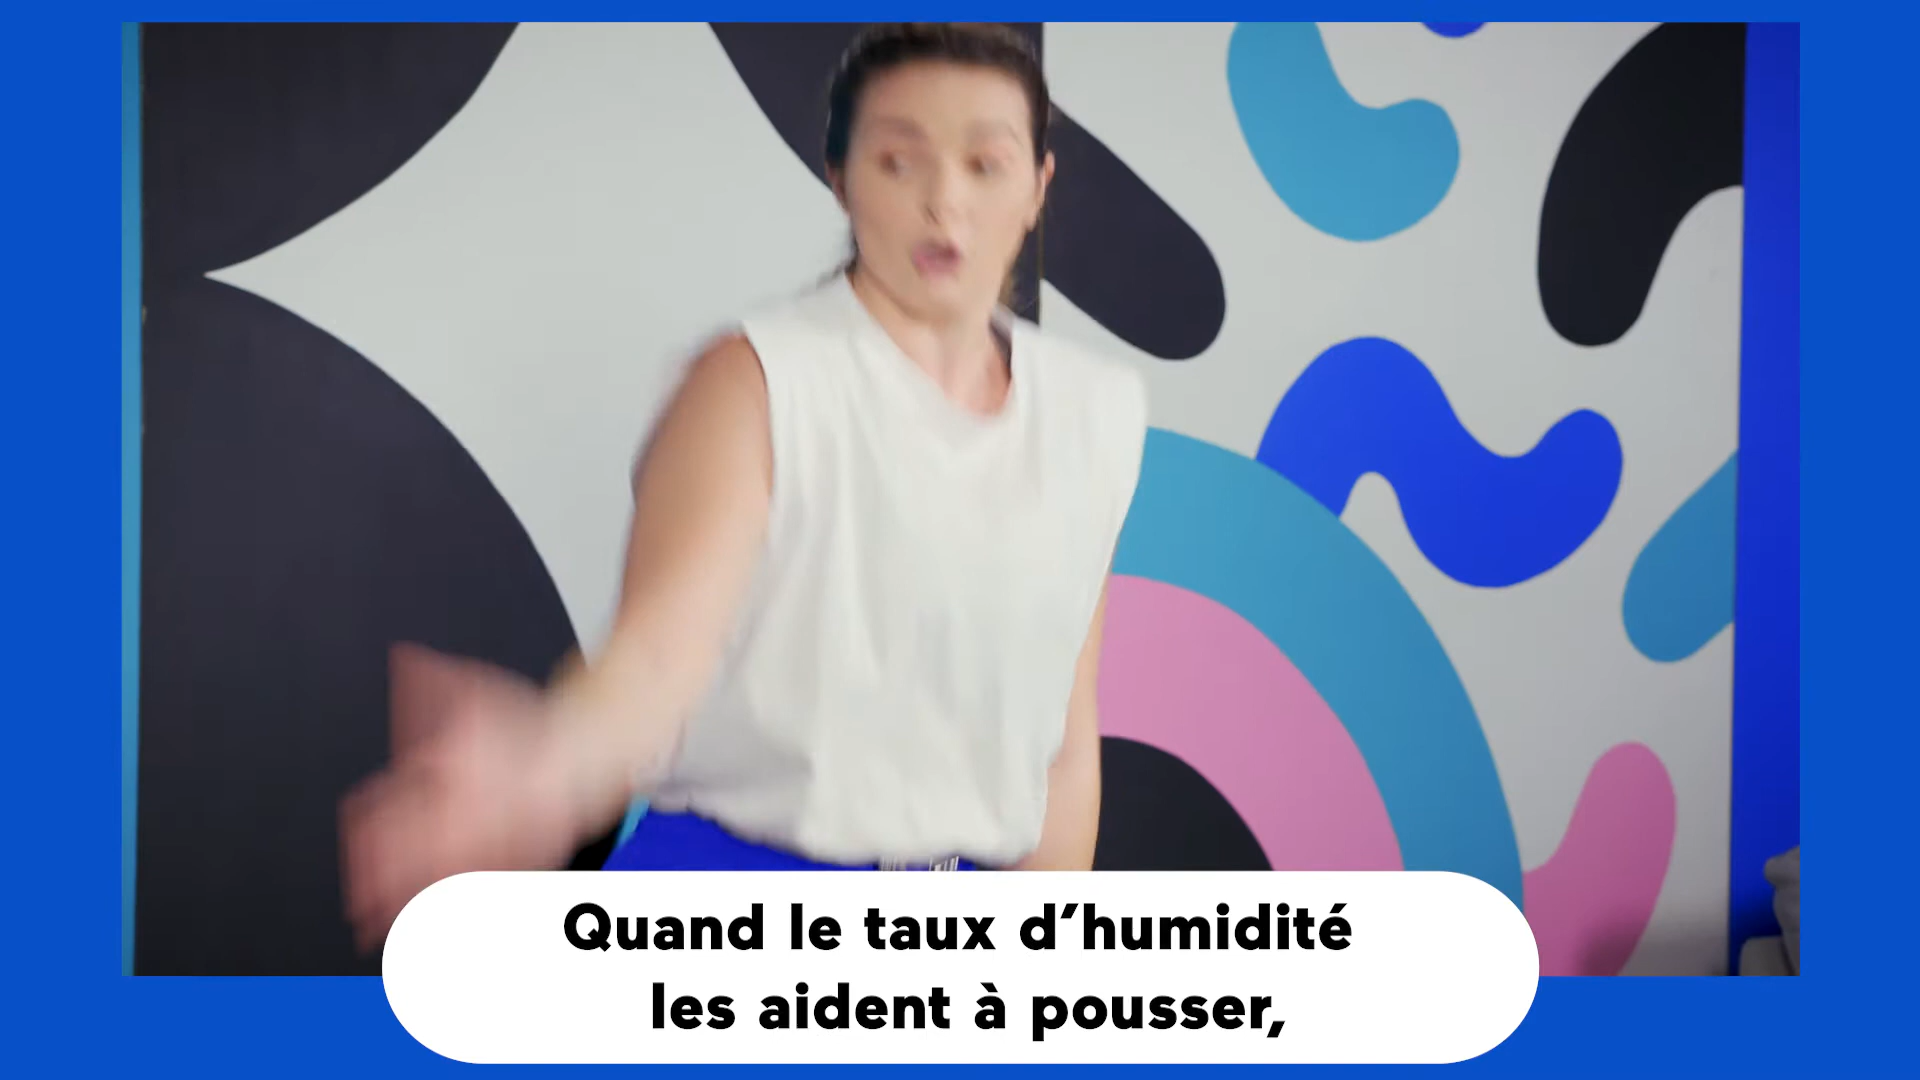 Quand le taux d’humidité
les aident à pousser,